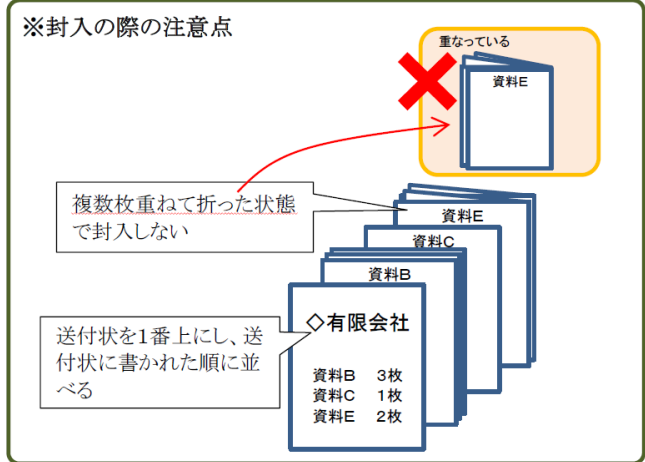 ※封入の際の注意点
重なっている
資料E
複数枚重ねて折った状態
で封入しない
資料E
資料C
資料B
◇有限会社
送付状を1番上にし、送
付状に書かれた順に並
べる
資料B 3枚
資料C 1枚
資料E 2枚